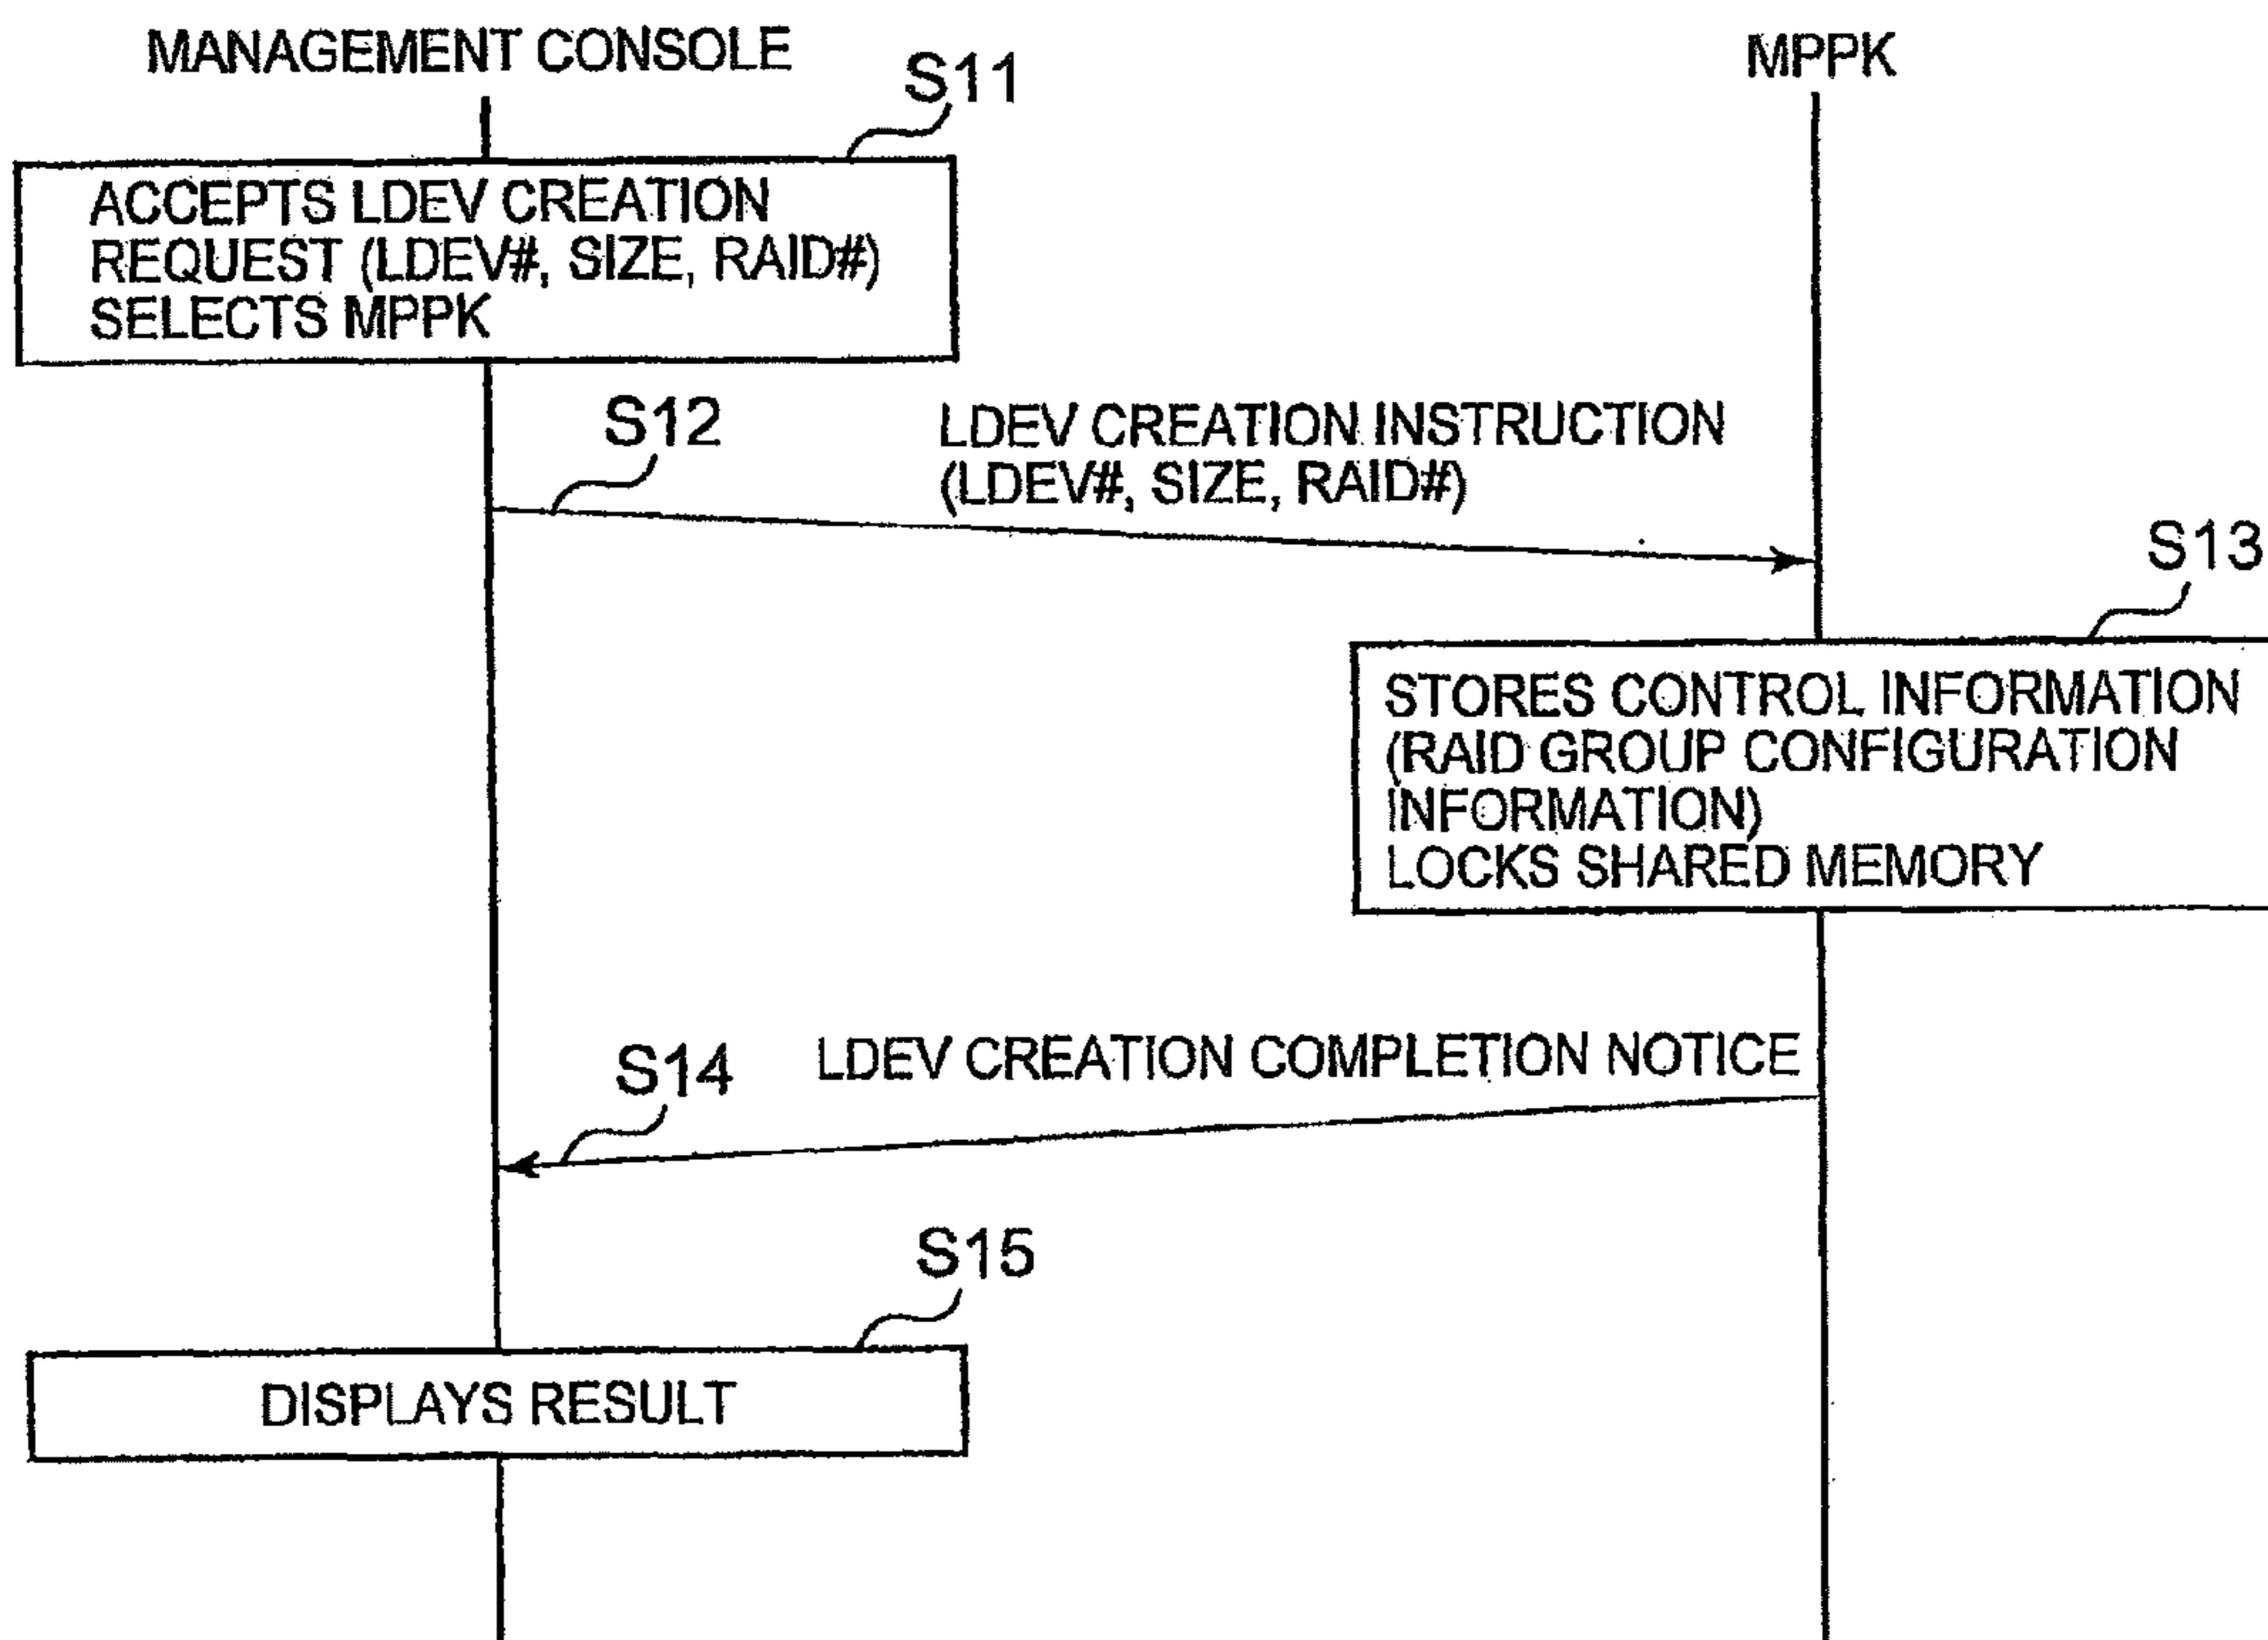 MANAGEMENT CONSOLE
MPPK
S11
ACCEPTS LDEV CREATION
REQUEST (LDEV#, SIZE, RAID#)
SELECTS MPPK
S12
LDEV CREATION INSTRUCTION
(LDEV#, SIZE, RAID#)
S13
STORES CONTROL INFORMATION
(RAID GROUP CONFIGURATION
INFORMATION)
LOCKS SHARED MEMORY
S14
LDEV CREATION COMPLETION NOTICE
S15
DISPLAYS RESULT